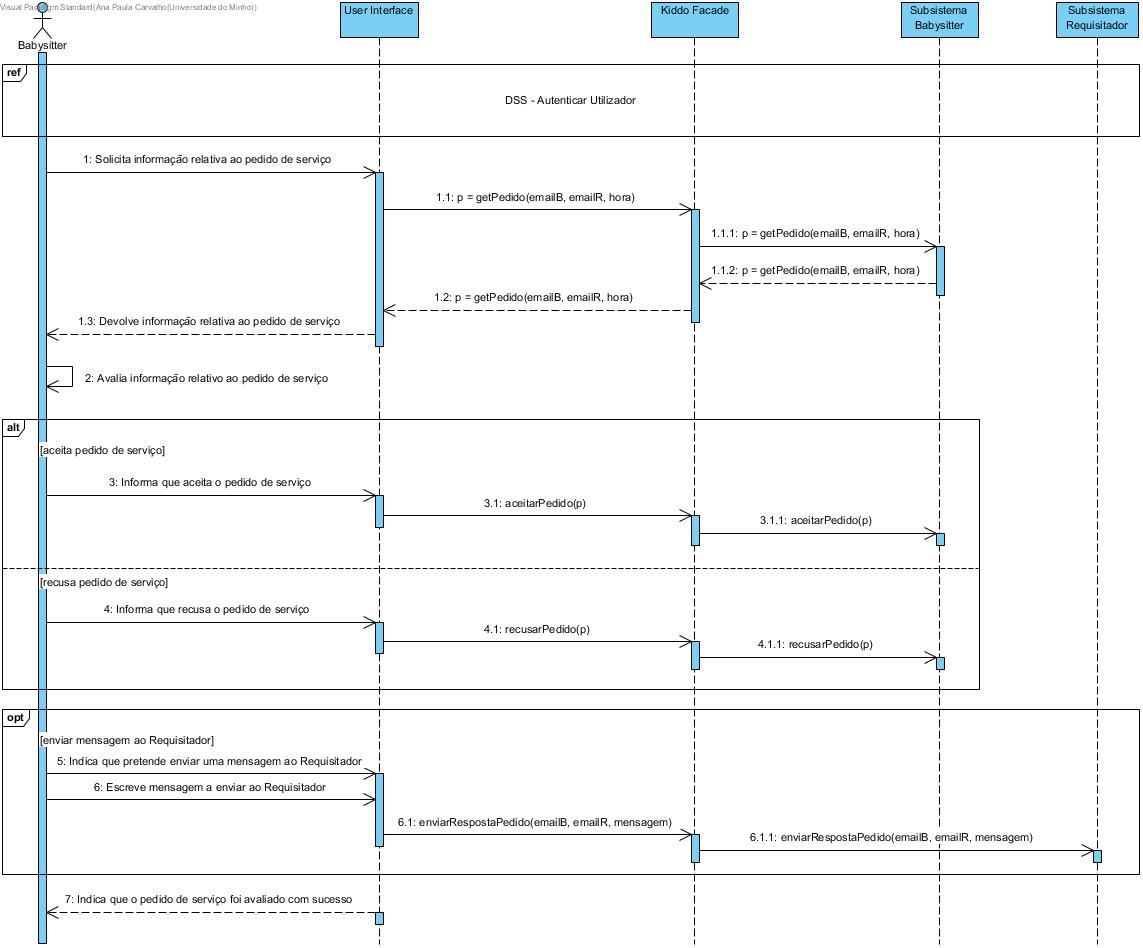 Visual Paradigm Standard(Ana Paula Carvalho(Universidade do Minho))
Babysitter
User Interface
Kiddo Facade
Subsistema
Babysitter
Subsistema
Requisitador
ref
DSS - Autenticar Utilizador
1: Solicita informação relativa ao pedido de serviço
1.1: p = getPedido(emailB, emailR, hora)
1.1.1: p = getPedido(emailB, emailR, hora)
1.1.2: p = getPedido(emailB, emailR, hora)
1.2: p = getPedido(emailB, emailR, hora)
1.3: Devolve informação relativa ao pedido de serviço
2: Avalia informação relativo ao pedido de serviço
alt
[aceita pedido de serviço]
3: Informa que aceita o pedido de serviço
3.1: aceitarPedido(p)
3.1.1: aceitarPedido(p)
[recusa pedido de serviço]
4: Informa que recusa o pedido de serviço
4.1: recusarPedido(p)
4.1.1: recusarPedido(p)
opt
[enviar mensagem ao Requisitador]
5: Indica que pretende enviar uma mensagem ao Requisitador
6: Escreve mensagem a enviar ao Requisitador
6.1: enviarRespostaPedido(emailB, emailR, mensagem)
6.1.1: enviarRespostaPedido(emailB, emailR, mensagem)
7: Indica que o pedido de serviço foi avaliado com sucesso